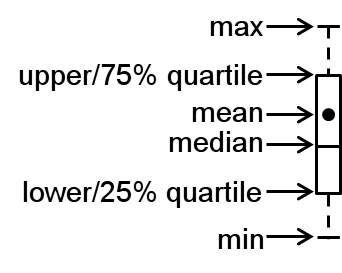 max
upper/75% quartile
mean
median
lower/25% quartile
min